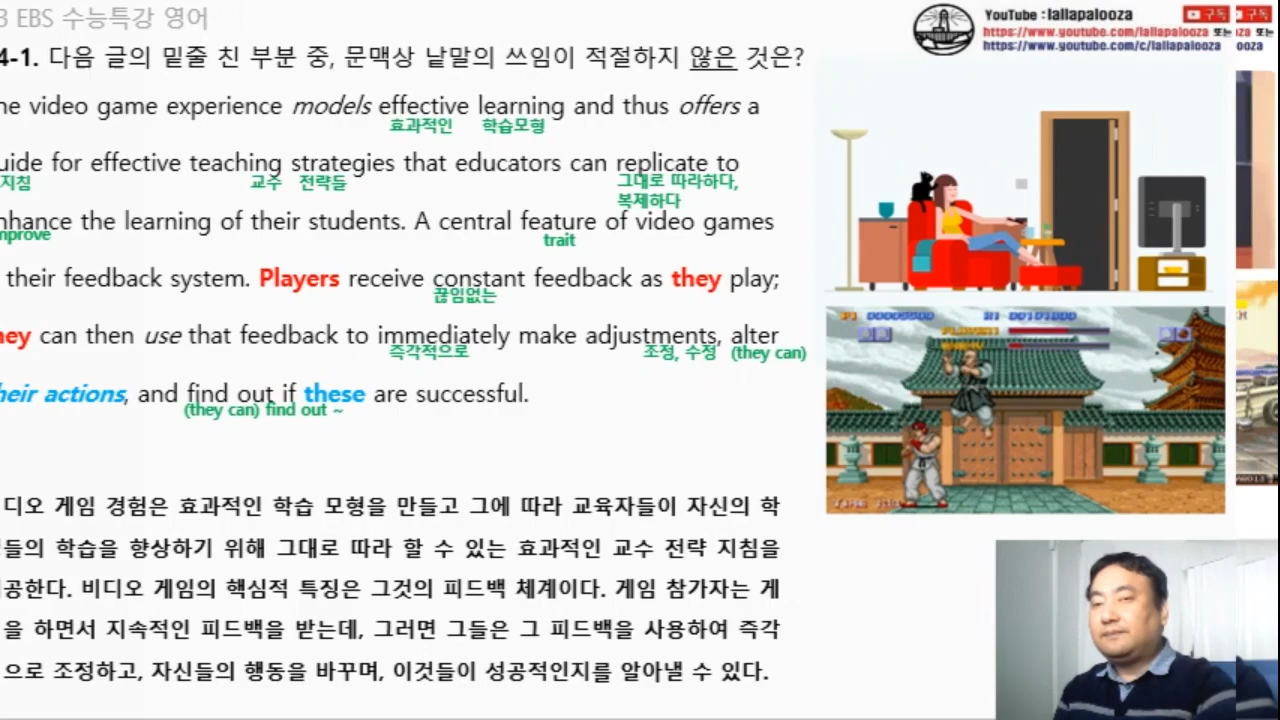 3 EBS 수능특강 영어
YouTube : lallapalooza 구독 구독
https://www.youtube.com/lallapalooza 또는 oza 또는
https://www.youtube.com/c/lallapalooza ooza
4-1. 다음 글의 밑줄 친 부분 중, 문맥상 낱말의 쓰임이 적절하지 않은 것은?
he video game experience models effective learning and thus offers a
효과적인 학습모형
uide for effective teaching strategies that educators can replicate to
지침 교수 전략들 그대로 따라하다,
복제하다
nhance the learning of their students. A central feature of video games
mprove trait
their feedback system. Players receive constant feedback as they play;
끊임없는
hey can then use that feedback to immediately make adjustments, alter
즉각적으로 조정, 수정 (they can)
heir actions, and find out if these are successful.
(they can) find out ~
디오 게임 경험은 효과적인 학습 모형을 만들고 그에 따라 교육자들이 자신의 학
들의 학습을 향상하기 위해 그대로 따라 할 수 있는 효과적인 교수 전략 지침을
공한다. 비디오 게임의 핵심적 특징은 그것의 피드백 체계이다. 게임 참가자는 게
을 하면서 지속적인 피드백을 받는데, 그러면 그들은 그 피드백을 사용하여 즉각
으로 조정하고, 자신들의 행동을 바꾸며, 이것들이 성공적인지를 알아낼 수 있다.